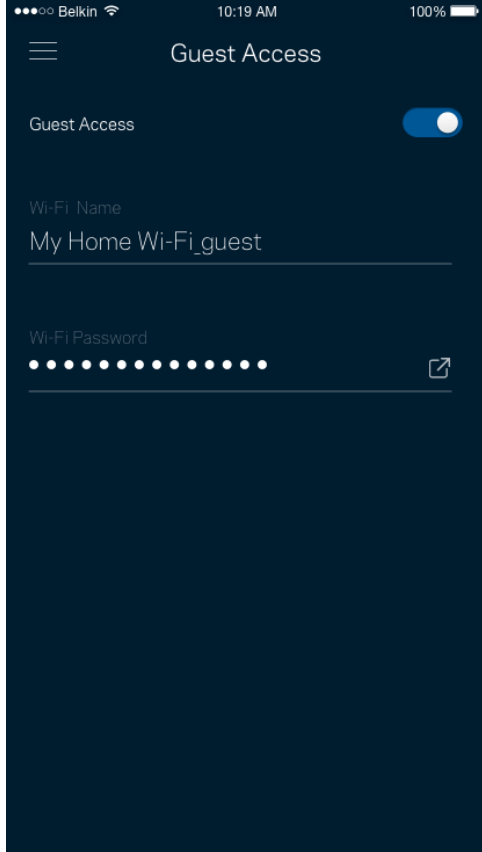 Belkin 10:19 AM 100%
Guest Access
Guest Access
Wi-Fi Name
My Home Wi-Fi_guest
Wi-Fi Password
••••••••••••••